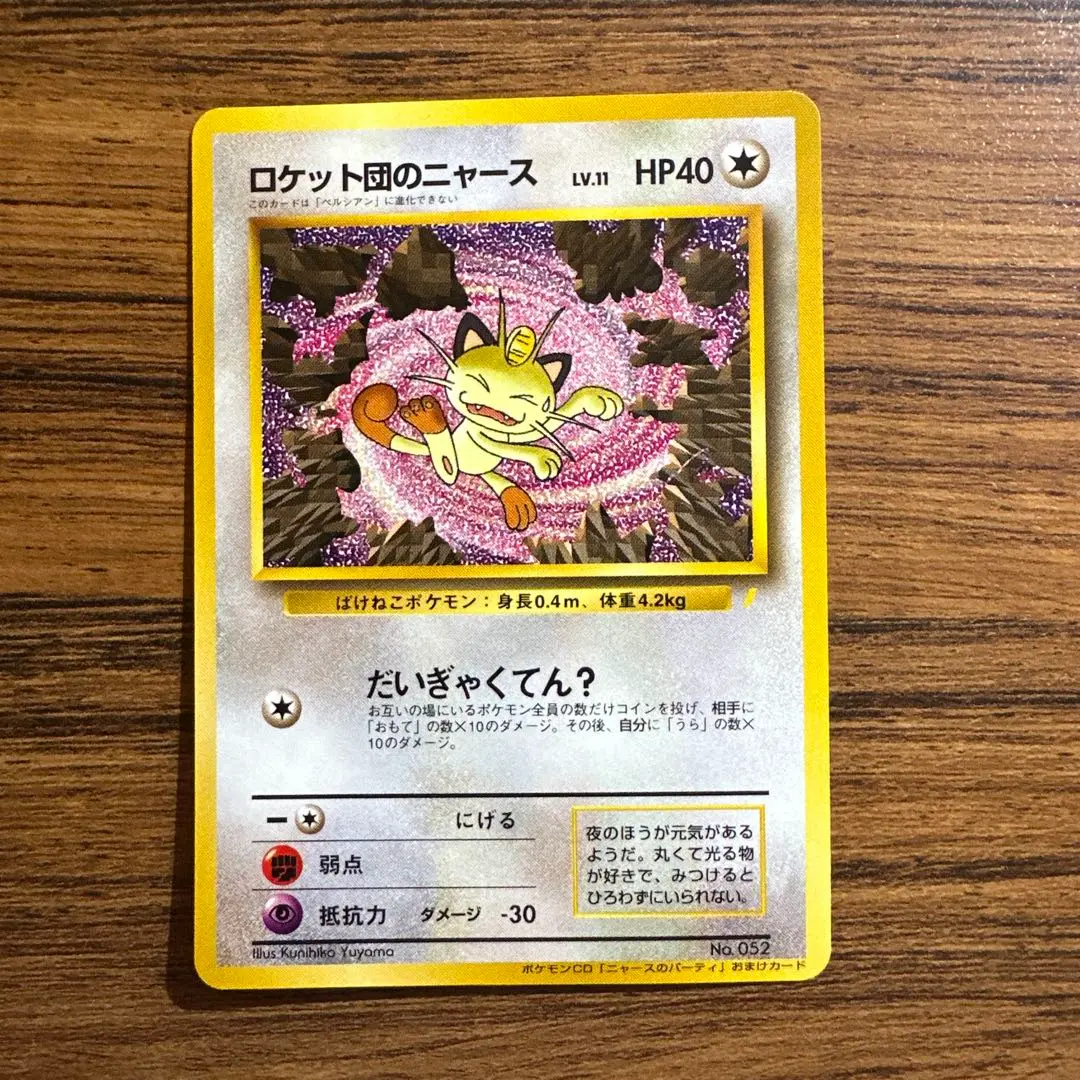 ロケット団のニャース LV.11 HP40
このカードは「ペルシアン」に進化できない
ばけねこポケモン：身長0.4m、体重4.2kg
だいぎゃくてん？
お互いの場にいるポケモン全員の数だけコインを投げ、相手に
「おもて」の数×10のダメージ。その後、自分に「うら」の数×
10のダメージ。
にげる
弱点
抵抗力 ダメージ -30
夜のほうが元気がある
ようだ。丸くて光る物
が好きで、みつけると
ひろわずにいられない。
Illus.Kunihiko Yuyama
No.052
ポケモンCD「ニャースのパーティ」おまけカード